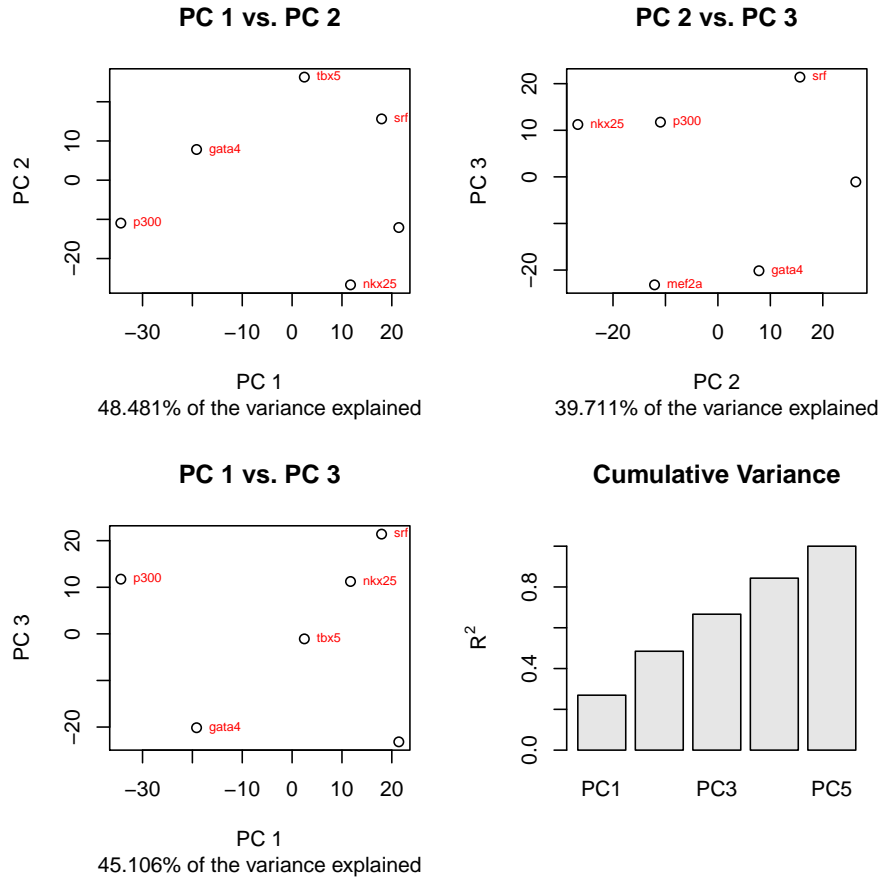 PC 1 vs. PC 2
tbx5
srf
gata4
p300
nkx25
PC 2
10
0
−20
−30
−10
0
10
20
PC 1
48.481% of the variance explained
PC 2 vs. PC 3
srf
nkx25
p300
gata4
mef2a
PC 3
20
10
0
−20
−20
0
10
20
PC 2
39.711% of the variance explained
PC 1 vs. PC 3
srf
p300
nkx25
tbx5
gata4
PC 3
20
10
0
−20
−30
−10
0
10
20
PC 1
45.106% of the variance explained
Cumulative Variance
R²
0.8
0.4
0.0
PC1
PC3
PC5